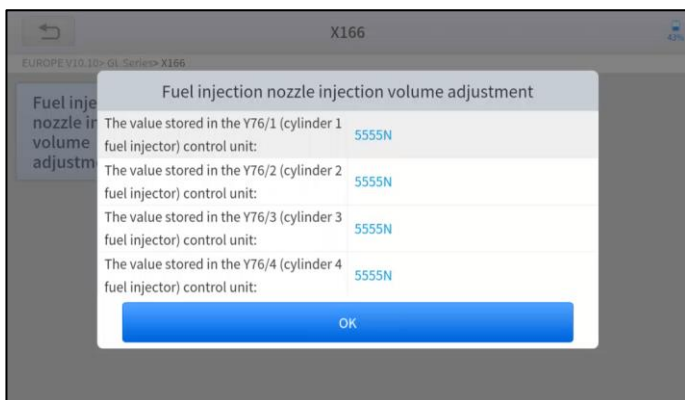 X166
43%
EUROPE V10.10> GL Series> X166
Fuel inje
nozzle in
volume
adjustm
Fuel injection nozzle injection volume adjustment
The value stored in the Y76/1 (cylinder 1
fuel injector) control unit:
5555N
The value stored in the Y76/2 (cylinder 2
fuel injector) control unit:
5555N
The value stored in the Y76/3 (cylinder 3
fuel injector) control unit:
5555N
The value stored in the Y76/4 (cylinder 4
fuel injector) control unit:
5555N
OK